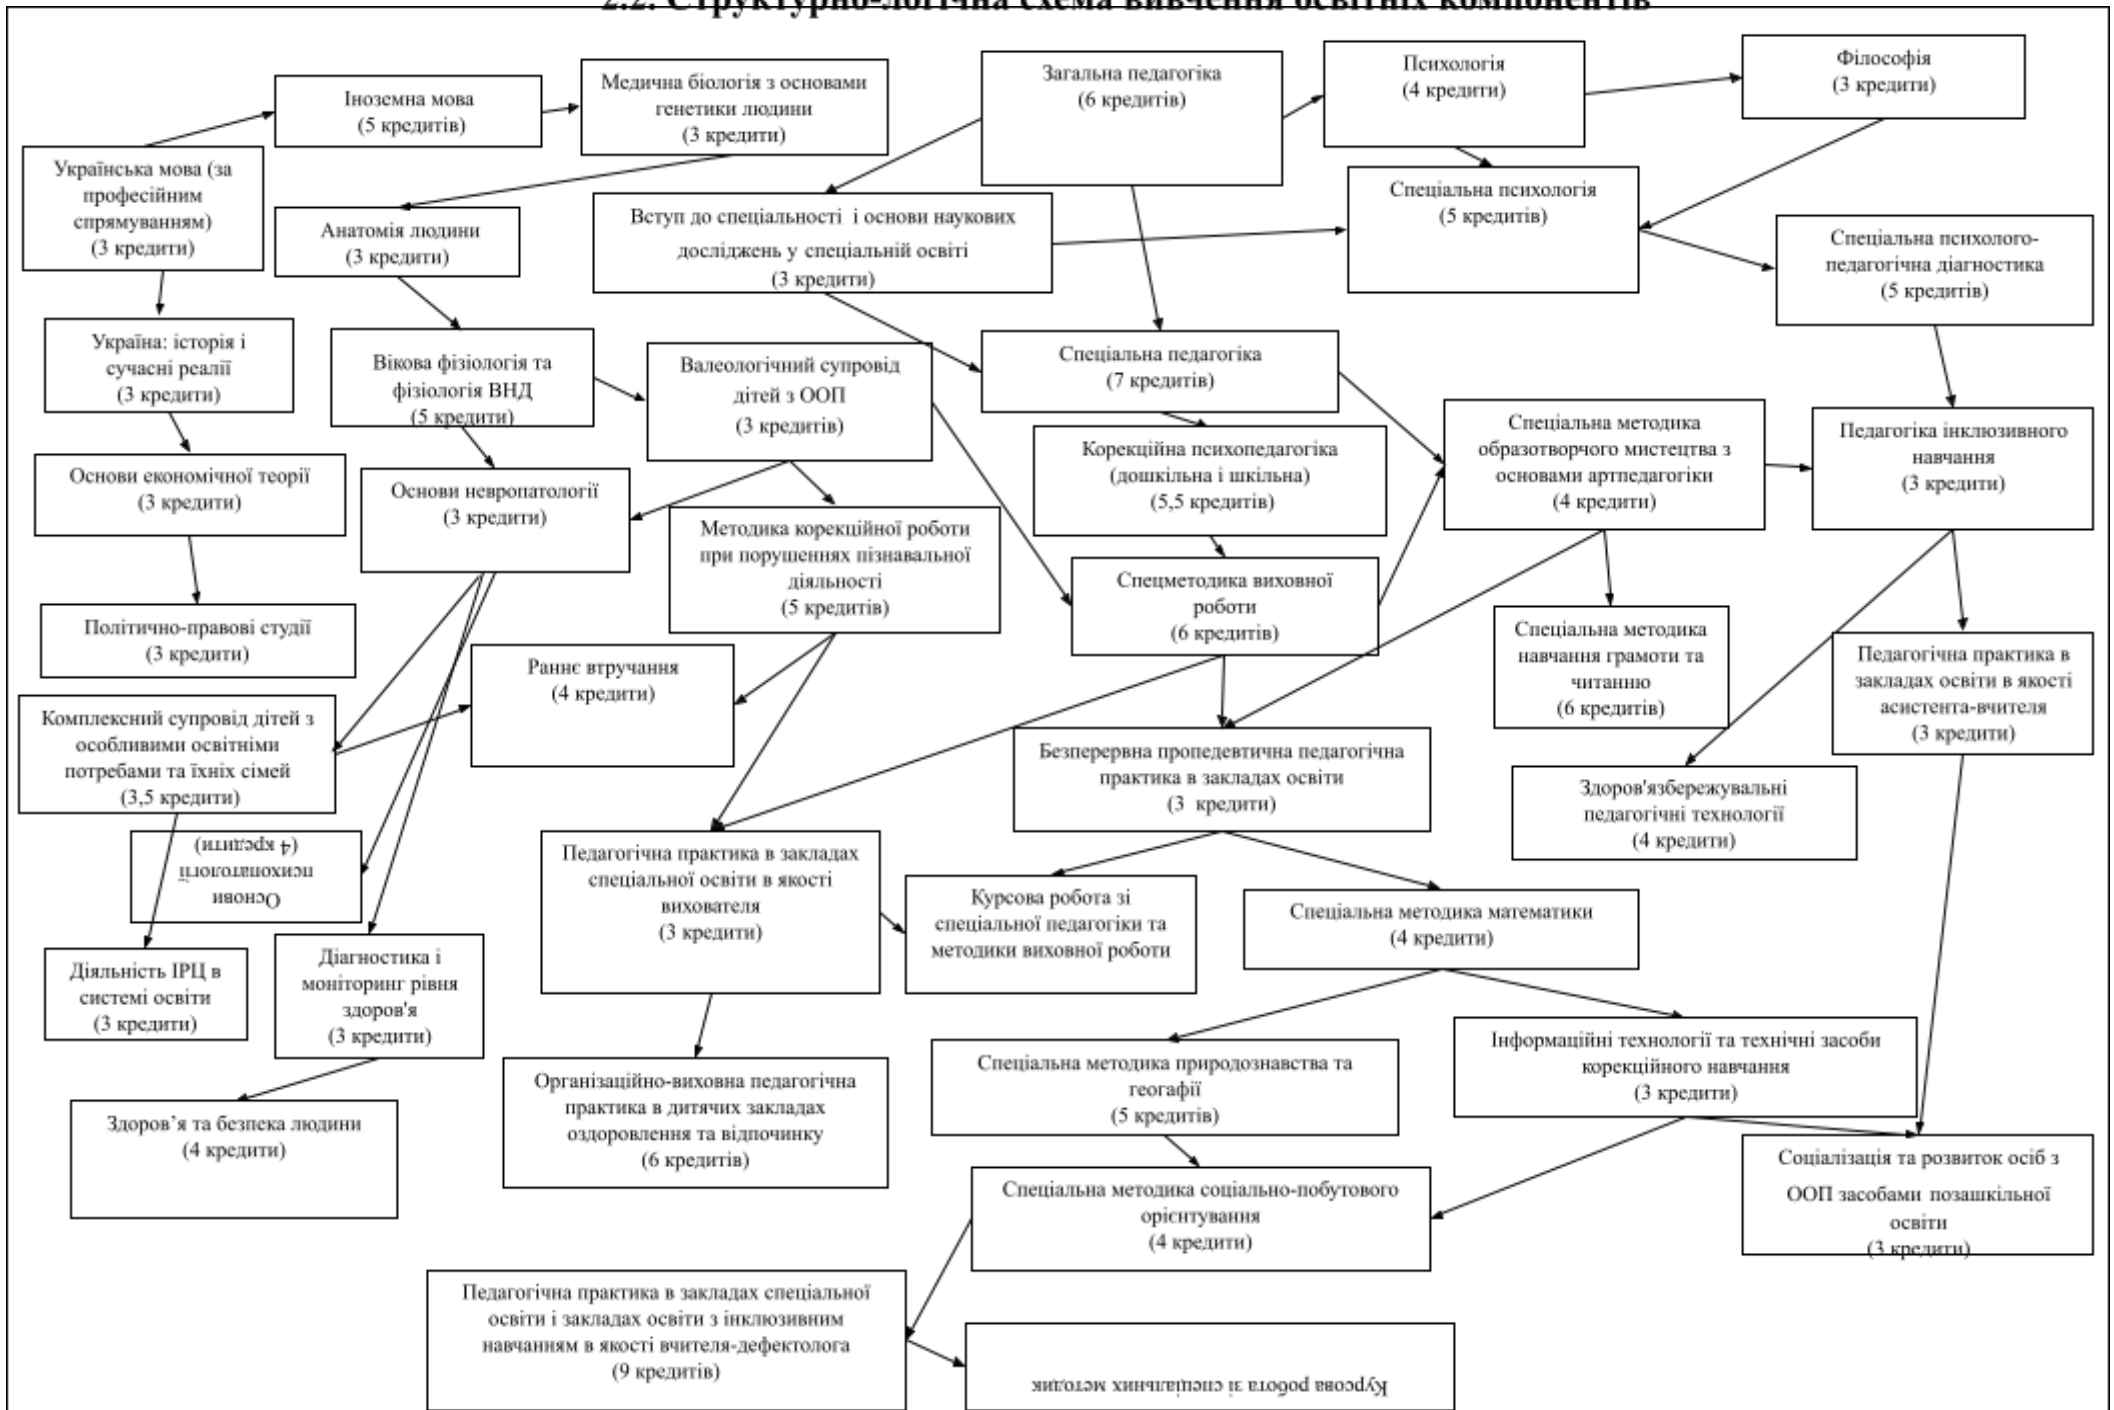 2.2. Структурно-логічна схема вивчення освітніх компонентів
Іноземна мова
(5 кредитів)
Медична біологія з основами
генетики людини
(3 кредити)
Загальна педагогіка
(6 кредитів)
Психологія
(4 кредити)
Філософія
(3 кредити)
Українська мова (за
професійним
спрямуванням)
(3 кредити)
Анатомія людини
(3 кредити)
Вступ до спеціальності і основи наукових
досліджень у спеціальній освіті
(3 кредити)
Спеціальна психологія
(5 кредитів)
Спеціальна психолого-
педагогічна діагностика
(5 кредитів)
Україна: історія і
сучасні реалії
(3 кредити)
Вікова фізіологія та
фізіологія ВНД
(5 кредити)
Валеологічний супровід
дітей з ООП
(3 кредитів)
Спеціальна педагогіка
(7 кредитів)
Корекційна психопедагогіка
(дошкільна і шкільна)
(5,5 кредитів)
Спеціальна методика
образотворчого мистецтва з
основами артпедагогіки
(4 кредити)
Педагогіка інклюзивного
навчання
(3 кредити)
Основи економічної теорії
(3 кредити)
Основи невропатології
(3 кредити)
Методика корекційної роботи
при порушеннях пізнавальної
діяльності
(5 кредитів)
Спецметодика виховної
роботи
(6 кредитів)
Політично-правові студії
(3 кредити)
Раннє втручання
(4 кредити)
Спеціальна методика
навчання грамоти та
читанню
(6 кредитів)
Педагогічна практика в
закладах освіти в якості
асистента-вчителя
(3 кредити)
Комплексний супровід дітей з
особливими освітніми
потребами та їхніх сімей
(3,5 кредити)
Безперервна пропедевтична педагогічна
практика в закладах освіти
(3 кредити)
Здоров'язбережувальні
педагогічні технології
(4 кредити)
Основи
психопатології
(4 кредити)
Педагогічна практика в закладах
спеціальної освіти в якості
вихователя
(3 кредити)
Курсова робота зі
спеціальної педагогіки та
методики виховної роботи
Спеціальна методика математики
(4 кредити)
Діяльність ІРЦ в
системі освіти
(3 кредити)
Діагностика і
моніторинг рівня
здоров'я
(3 кредити)
Спеціальна методика природознавства та
геогафії
(5 кредитів)
Інформаційні технології та технічні засоби
корекційного навчання
(3 кредити)
Здоров’я та безпека людини
(4 кредити)
Організаційно-виховна педагогічна
практика в дитячих закладах
оздоровлення та відпочинку
(6 кредитів)
Соціалізація та розвиток осіб з
ООП засобами позашкільної
освіти
(3 кредити)
Спеціальна методика соціально-побутового
орієнтування
(4 кредити)
Педагогічна практика в закладах спеціальної
освіти і закладах освіти з інклюзивним
навчанням в якості вчителя-дефектолога
(9 кредитів)
Курсова робота зі спеціальних методик